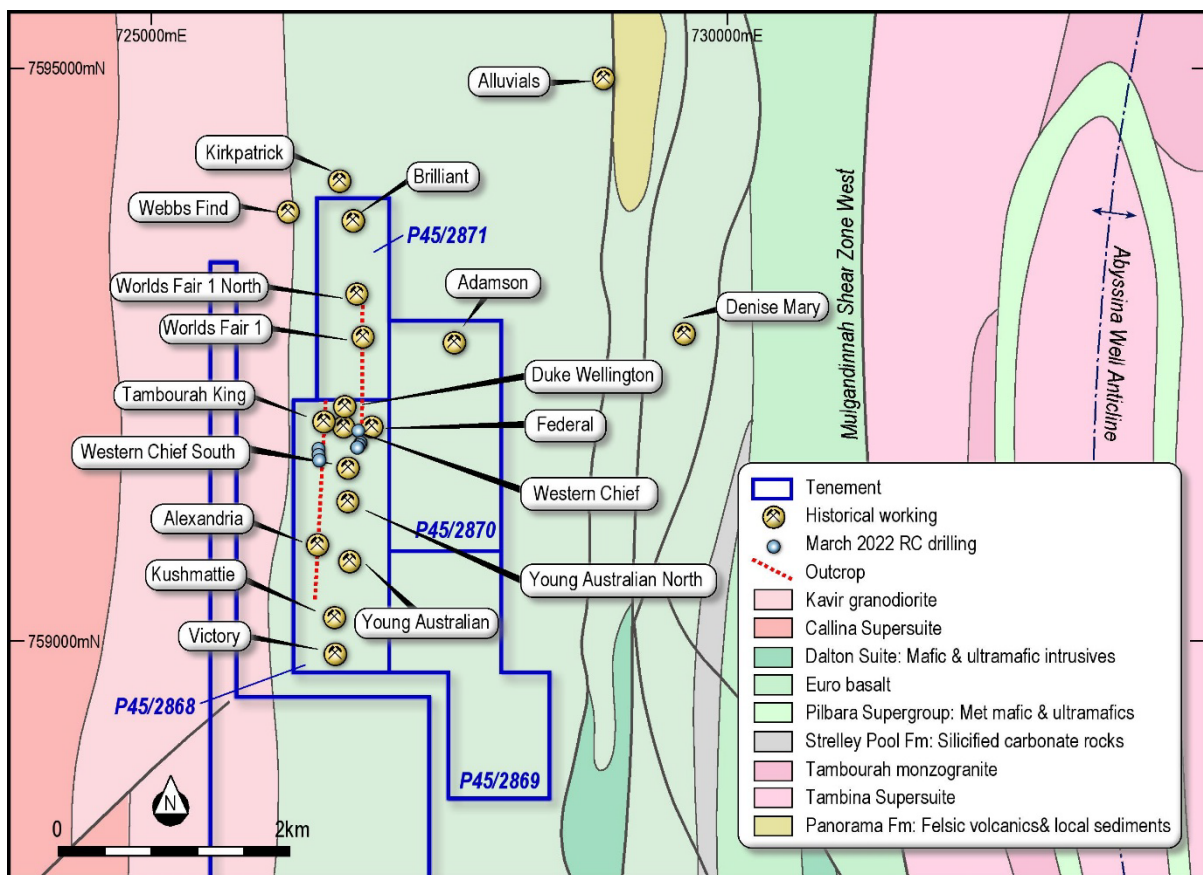 725000mE
730000mE
7595000mN
Alluvials
Kirkpatrick
Brilliant
Webbs Find
P45/2871
Worlds Fair 1 North
Adamson
Worlds Fair 1
Denise Mary
Mulgandinnah Shear Zone West
Abyssina Well Anticline
Duke Wellington
Tambourah King
Federal
Western Chief South
Western Chief
Alexandria
P45/2870
Young Australian North
Kushmattie
Young Australian
Victory
759000mN
P45/2868
P45/2869
N
0
2km
Tenement
Historical working
March 2022 RC drilling
Outcrop
Kavir granodiorite
Callina Supersuite
Dalton Suite: Mafic & ultramafic intrusives
Euro basalt
Pilbara Supergroup: Met mafic & ultramafics
Strelley Pool Fm: Silicified carbonate rocks
Tambourah monzogranite
Tambina Supersuite
Panorama Fm: Felsic volcanics& local sediments